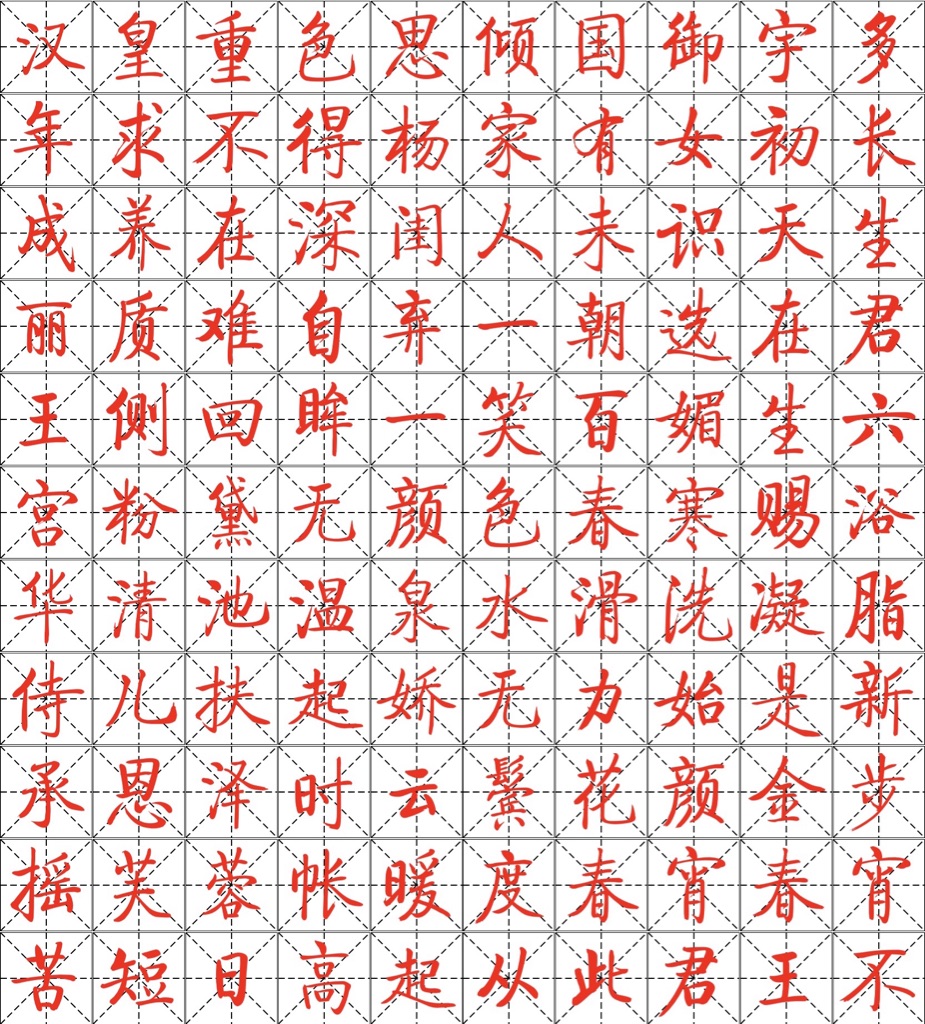 汉皇重色思倾国御宇多
年求不得杨家有女初长
成养在深闺人未识天生
丽质难自弃一朝选在君
王侧回眸一笑百媚生六
宫粉黛无颜色春寒赐浴
华清池温泉水滑洗凝脂
侍儿扶起娇无力始是新
承恩泽时云鬓花颜金步
摇芙蓉帐暖度春宵春宵
苦短日高起从此君王不